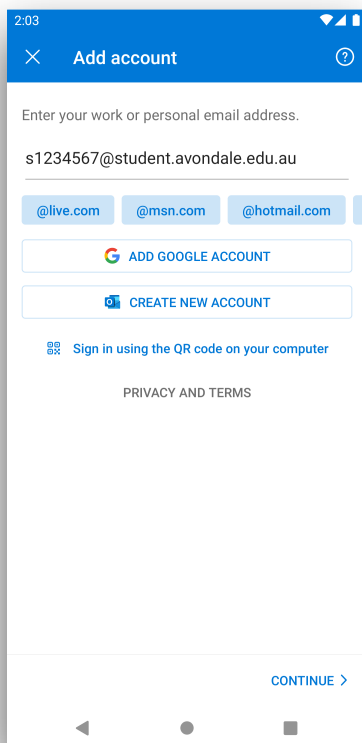 2:03
Add account
Enter your work or personal email address.
s1234567@student.avondale.edu.au
@live.com @msn.com @hotmail.com
ADD GOOGLE ACCOUNT
CREATE NEW ACCOUNT
Sign in using the QR code on your computer
PRIVACY AND TERMS
CONTINUE